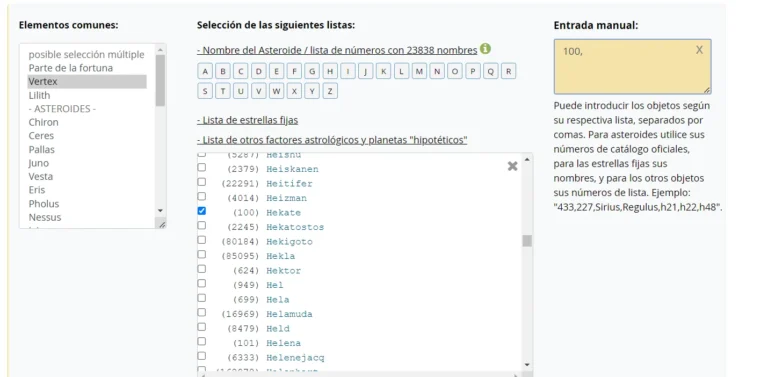 Elementos comunes:
posible selección múltiple
Parte de la fortuna
Vertex
Lilith
- ASTEROIDES -
Chiron
Ceres
Pallas
Juno
Vesta
Eris
Pholus
Nessus
Selección de las siguientes listas:
- Nombre del Asteroide / lista de números con 23838 nombres
A B C D E F G H I J K L M N O P Q R
S T U V W X Y Z
- Lista de estrellas fijas
- Lista de otros factores astrológicos y planetas "hipotéticos"
(5287) Heishu
(2379) Heiskanen
(22291) Heitifer
(4014) Heizman
(100) Hekate
(2245) Hekatostos
(80184) Hekigoto
(85095) Hekla
(624) Hektor
(949) Hel
(699) Hela
(16969) Helamuda
(8479) Held
(101) Helena
(6333) Helenejacq
Entrada manual:
100,
X
Puede introducir los objetos según
su respectiva lista, separados por
comas. Para asteroides utilice sus
números de catálogo oficiales,
para las estrellas fijas sus
nombres, y para los otros objetos
sus números de lista. Ejemplo:
"433,227,Sirius,Regulus,h21,h22,h48".